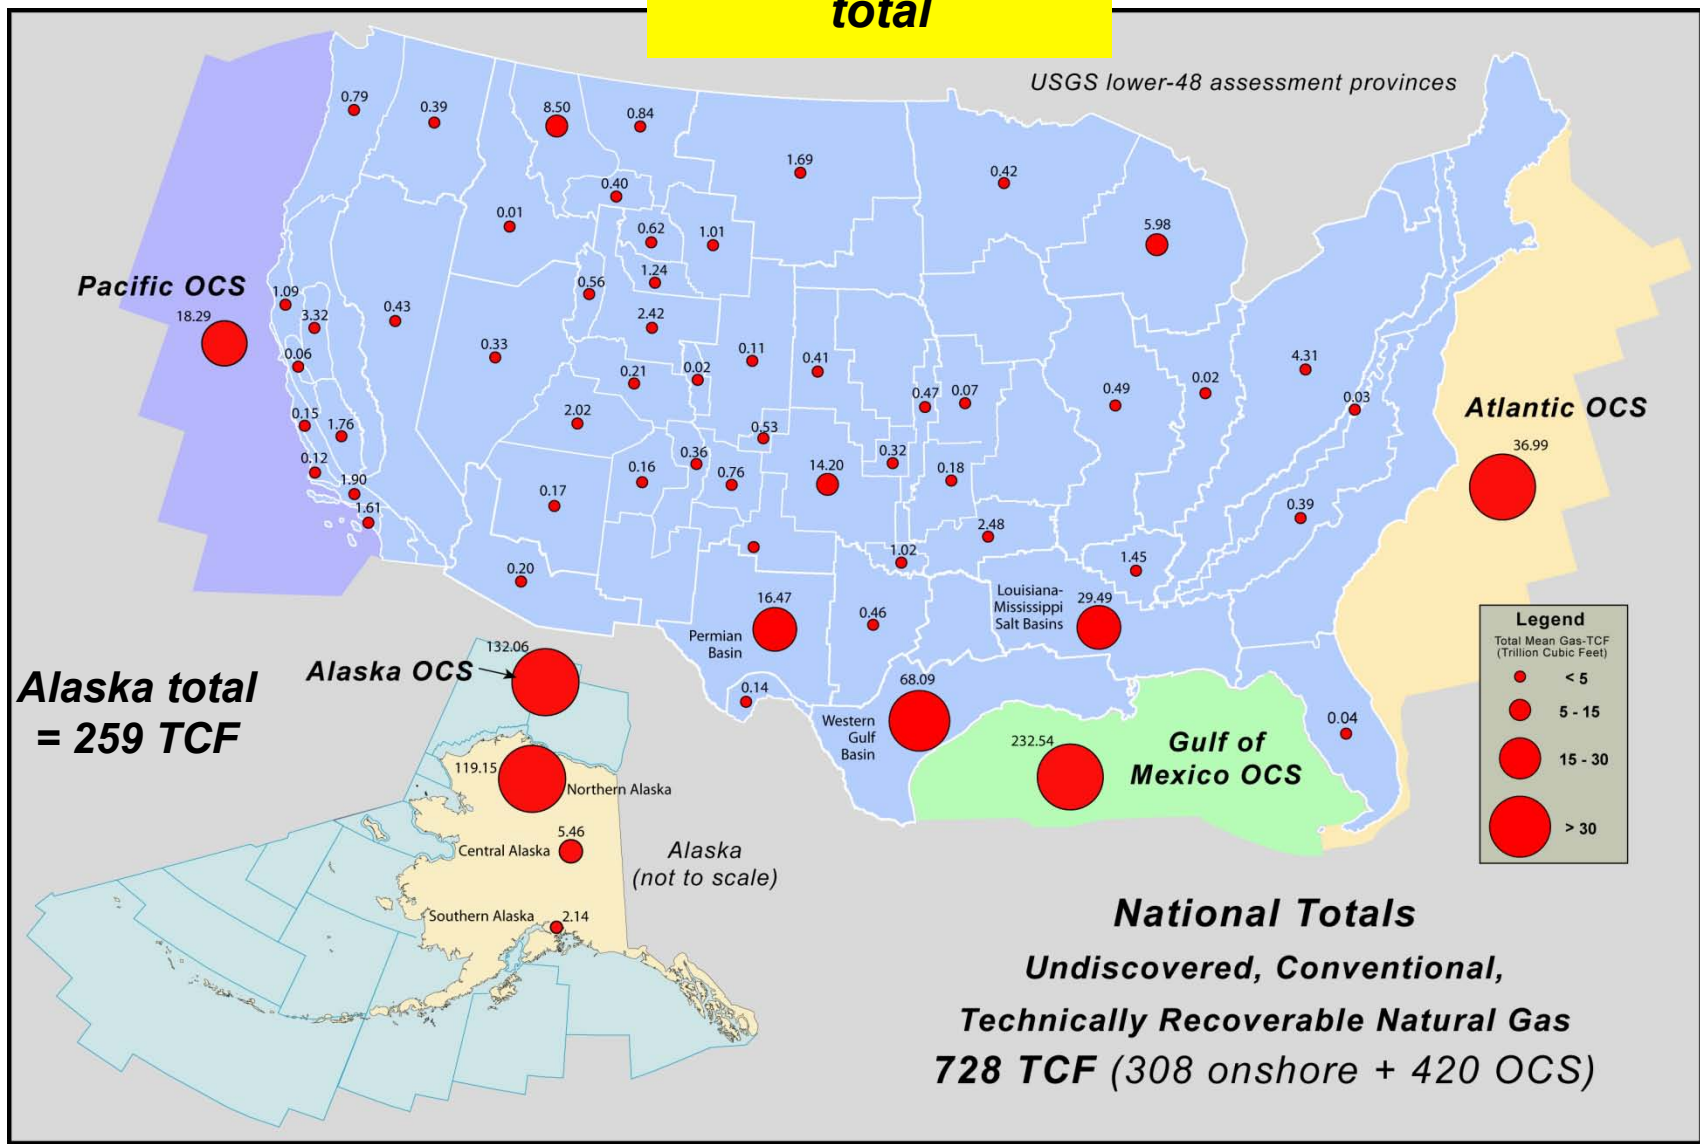 total
USGS lower-48 assessment provinces
0.79
0.39
8.50
0.84
1.69
0.42
0.40
0.01
0.62
1.01
5.98
1.24
0.56
Pacific OCS
18.29
1.09
3.32
0.43
2.42
0.33
0.11
0.41
0.06
0.21
0.02
4.31
0.02
0.47
0.07
0.49
0.03
Atlantic OCS
36.99
0.15
1.76
2.02
0.53
0.12
0.36
0.16
0.76
14.20
0.32
0.18
1.90
1.61
0.17
0.39
2.48
1.02
1.45
0.20
16.47
Permian
Basin
0.46
Louisiana-
Mississippi
Salt Basins
29.49
Legend
Total Mean Gas-TCF
(Trillion Cubic Feet)
< 5
5 - 15
15 - 30
> 30
132.06
Alaska OCS
Alaska total
= 259 TCF
0.14
68.09
Western
Gulf
Basin
232.54
Gulf of
Mexico OCS
0.04
119.15
Northern Alaska
5.46
Central Alaska
Alaska
(not to scale)
Southern Alaska
2.14
National Totals
Undiscovered, Conventional,
Technically Recoverable Natural Gas
728 TCF (308 onshore + 420 OCS)